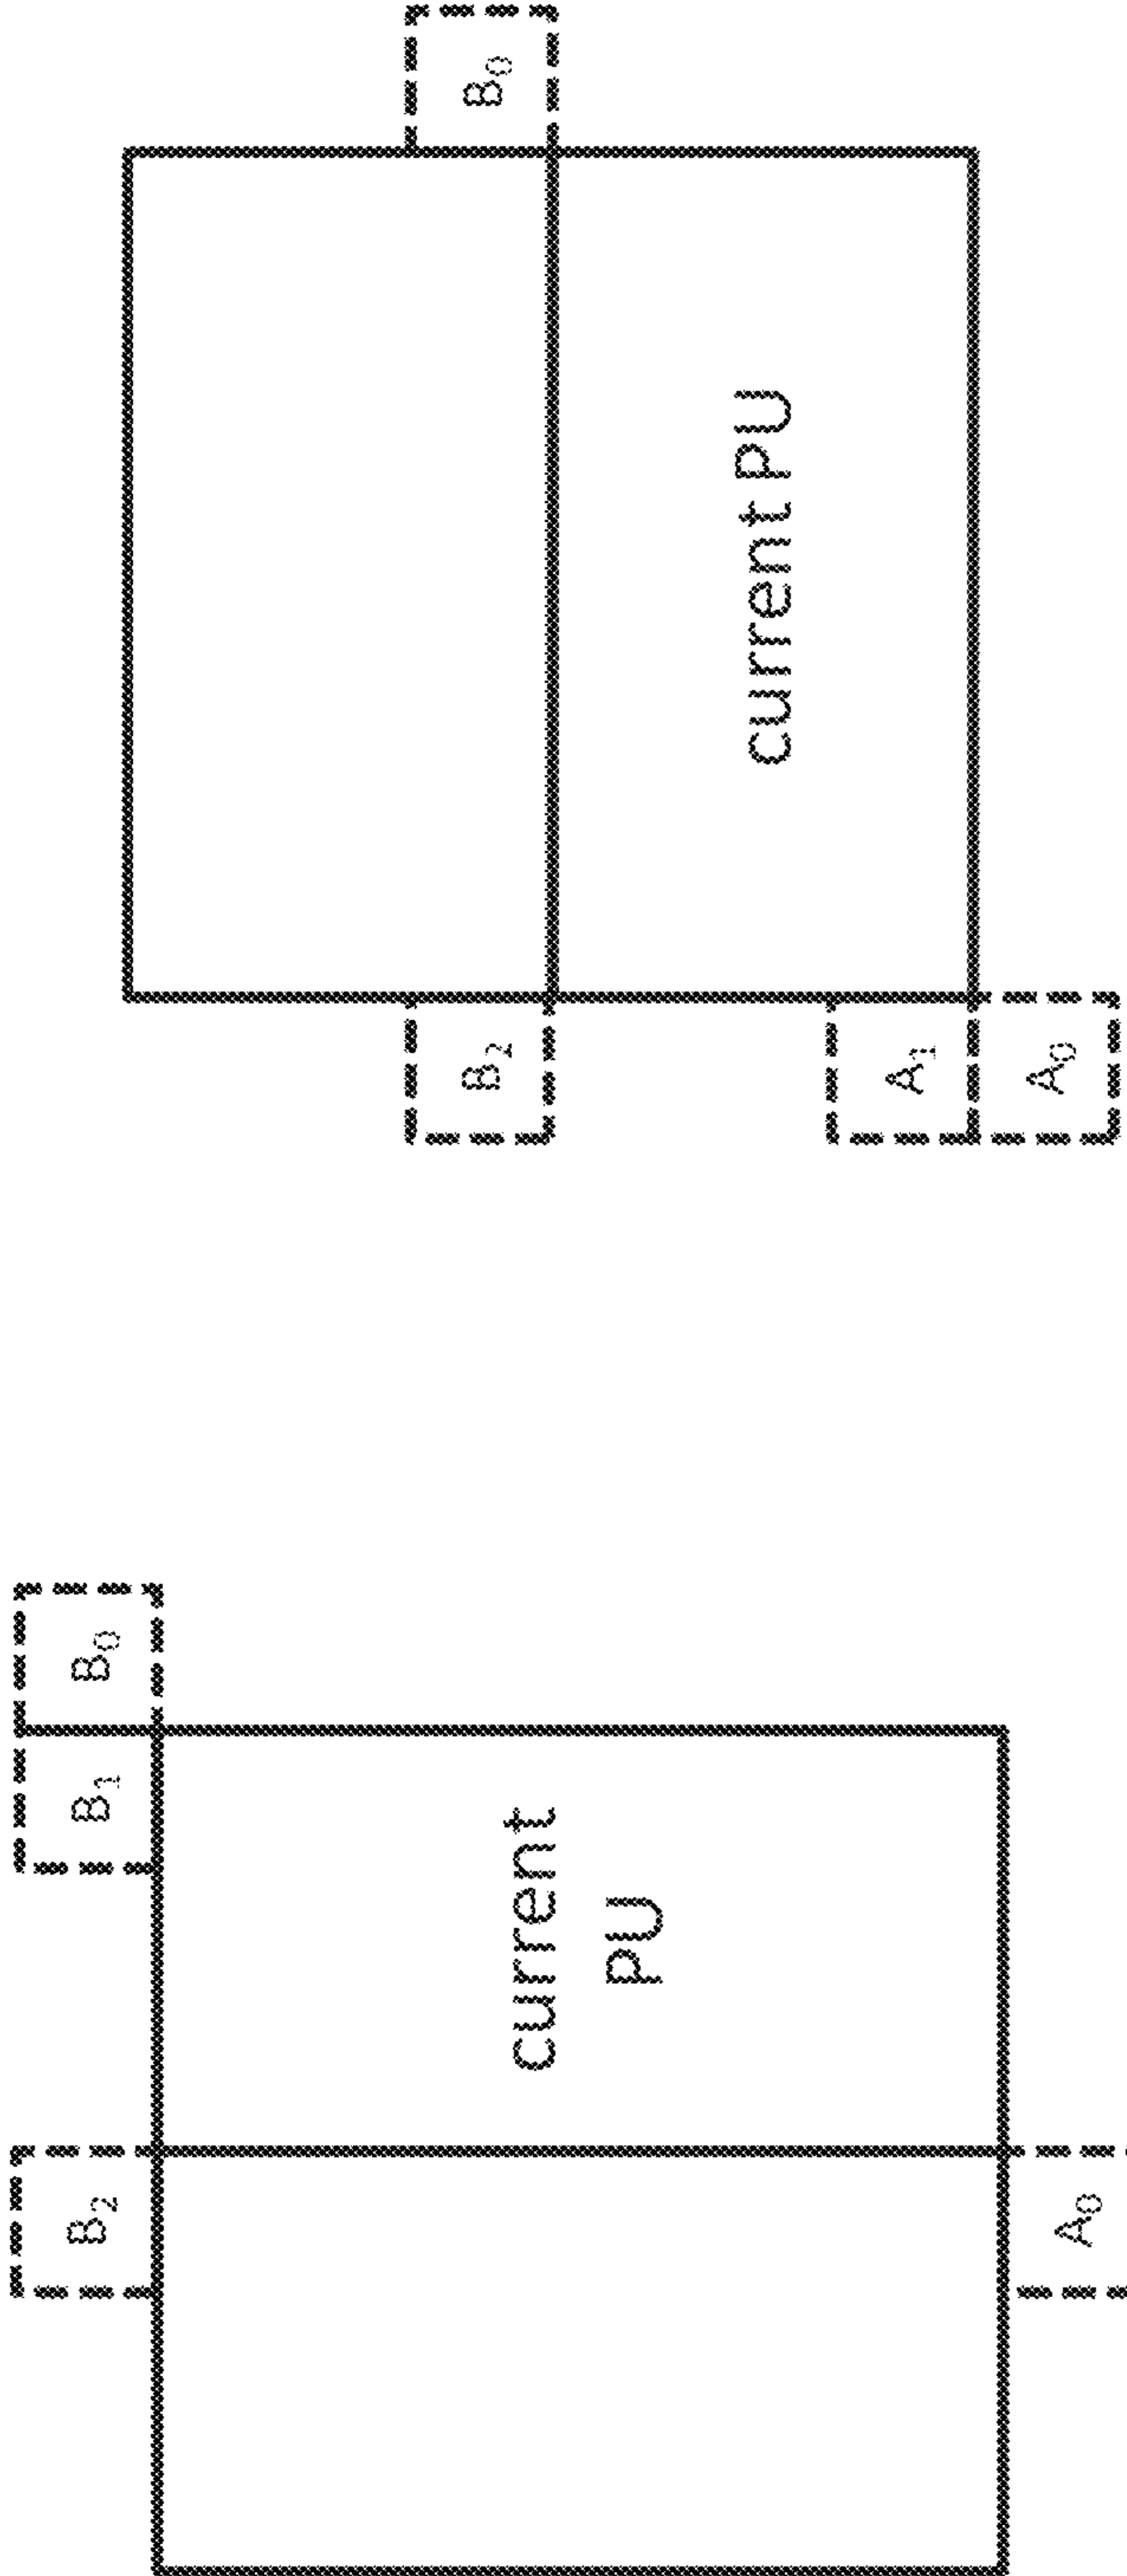 B₂
B₁
B₀
current
PU
A₀
B₂
B₀
current PU
A₁
A₀